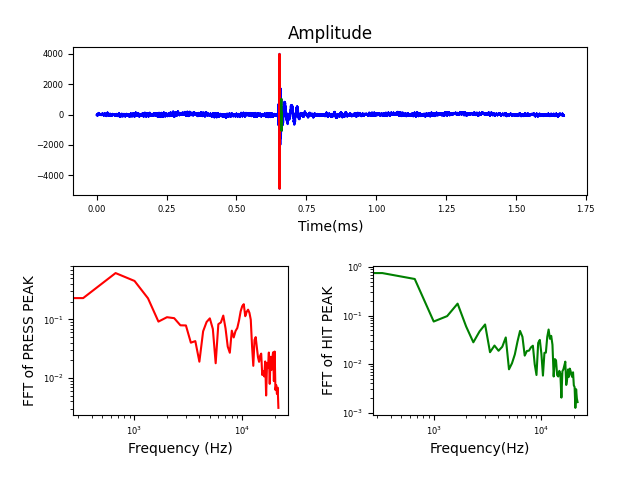 Amplitude
4000
2000
0
−2000
−4000
0.00 0.25 0.50 0.75 1.00 1.25 1.50 1.75
Time(ms)
FFT of PRESS PEAK
10⁻¹
10⁻²
10³ 10⁴
Frequency (Hz)
FFT of HIT PEAK
10⁰
10⁻¹
10⁻²
10⁻³
10³ 10⁴
Frequency(Hz)